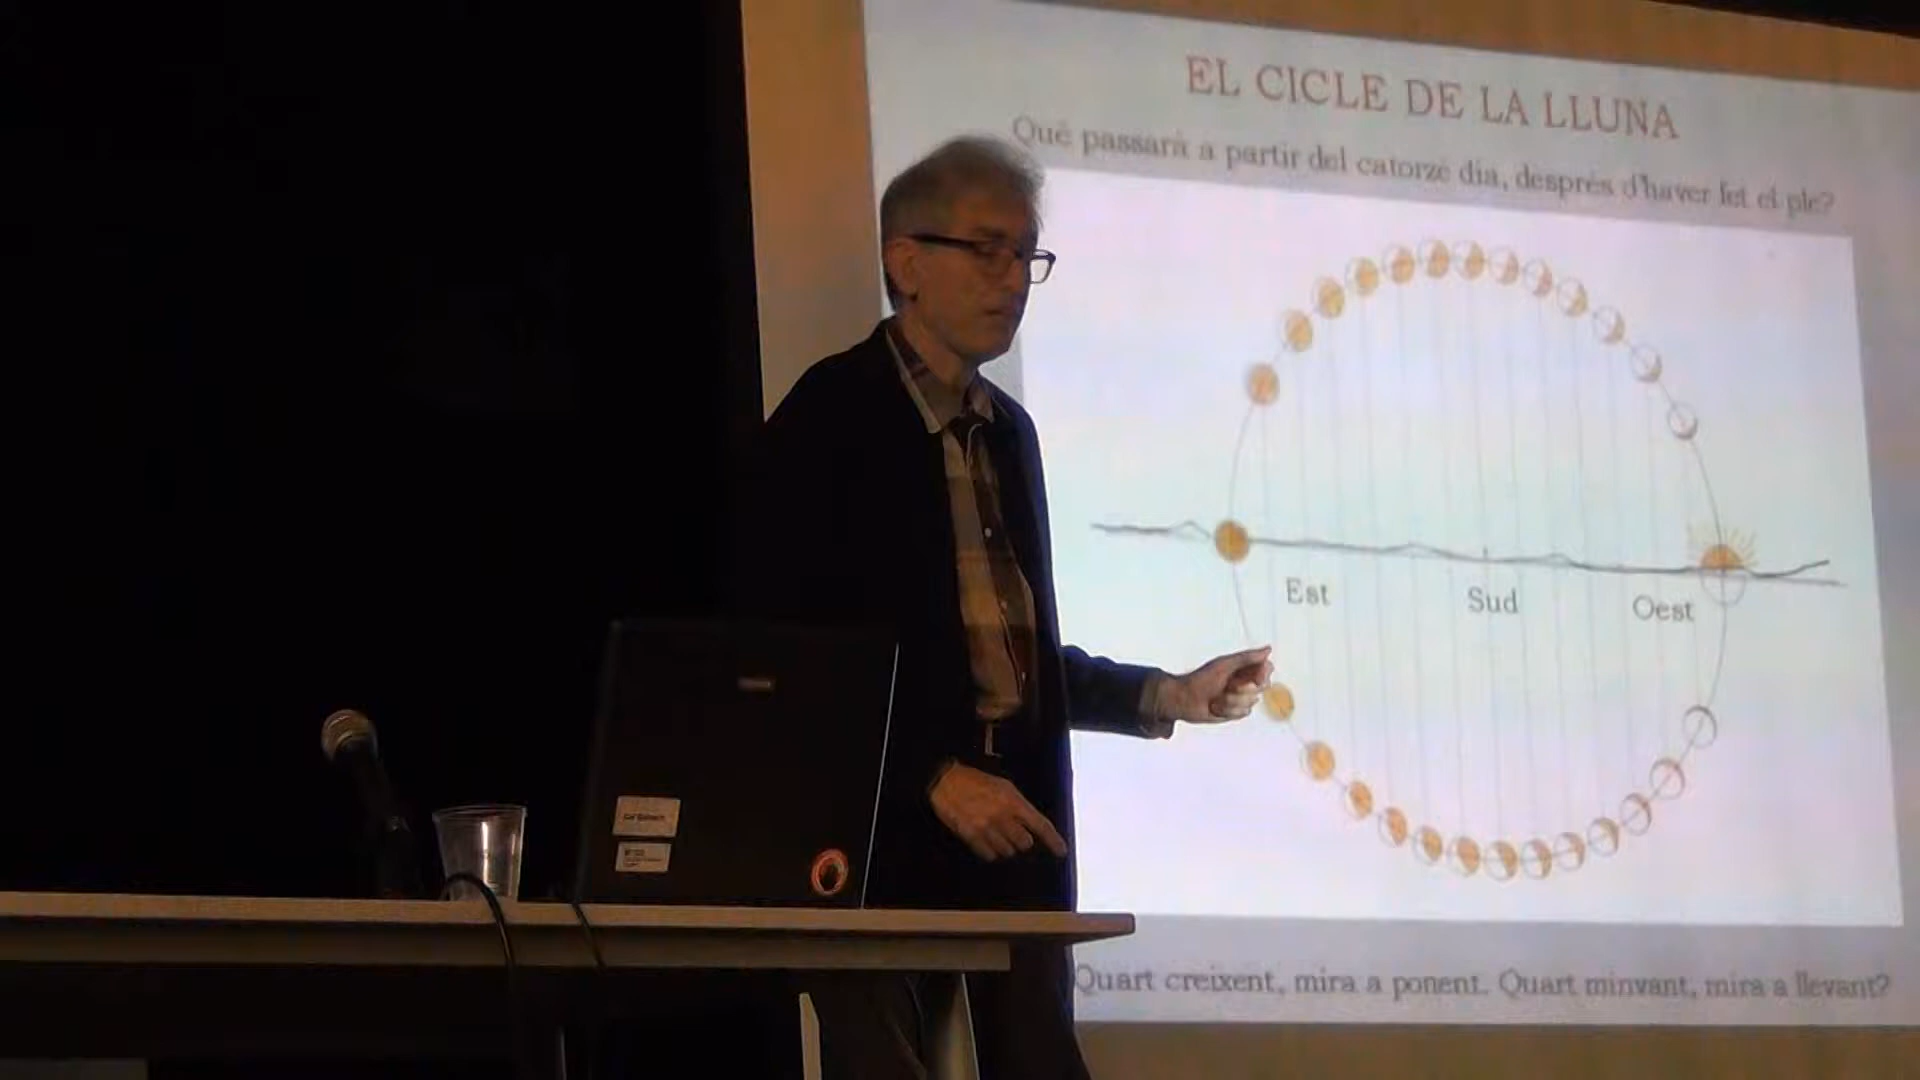 EL CICLE DE LA LLUNA
Què passarà a partir del catorzè dia, després d'haver fet el ple?
Est
Sud
Oest
Quart creixent, mira a ponent. Quart minvant, mira a llevant?